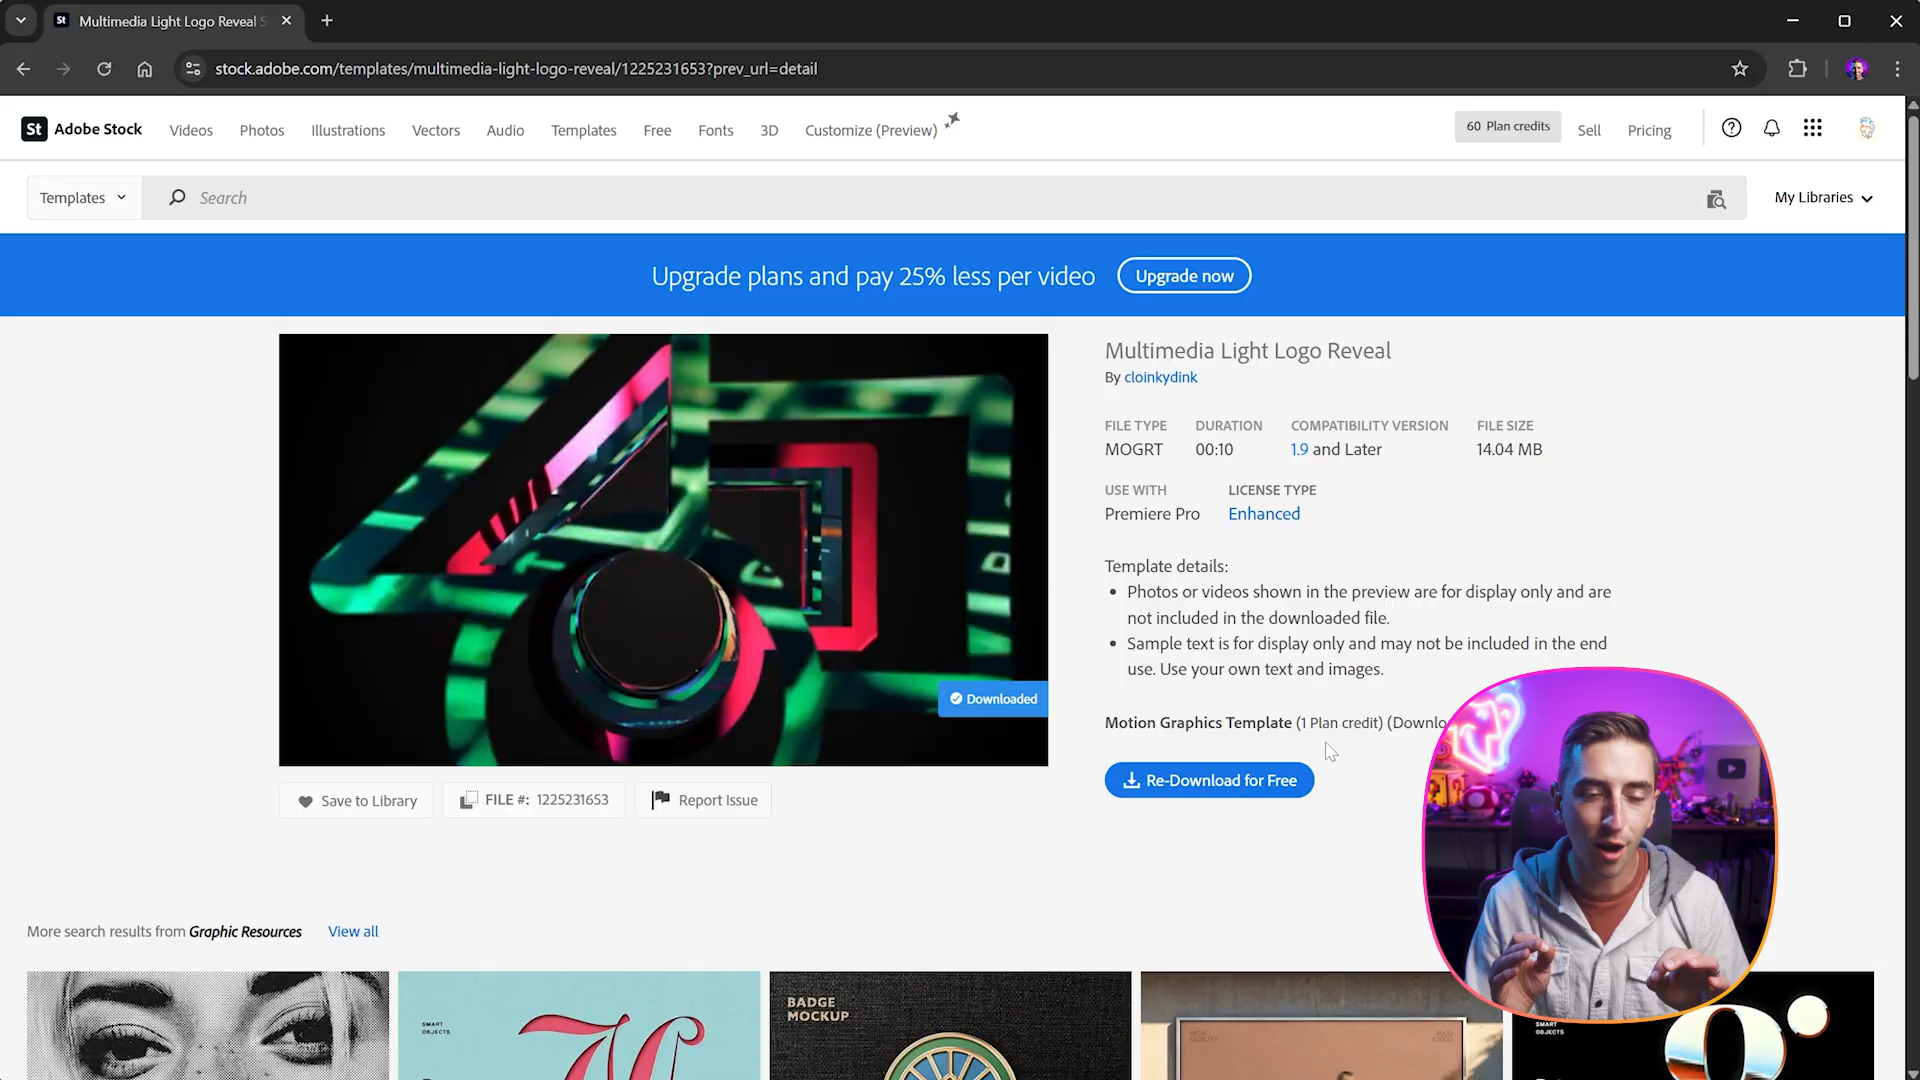 Multimedia Light Logo Reveal
stock.adobe.com/templates/multimedia-light-logo-reveal/1225231653?prev_url=detail
St Adobe Stock Videos Photos Illustrations Vectors Audio Templates Free Fonts 3D Customize (Preview) 60 Plan credits Sell Pricing
Templates Search My Libraries
Upgrade plans and pay 25% less per video Upgrade now
Multimedia Light Logo Reveal
By cloinkydink
FILE TYPE DURATION COMPATIBILITY VERSION FILE SIZE
MOGRT 00:10 1.9 and Later 14.04 MB
USE WITH LICENSE TYPE
Premiere Pro Enhanced
Template details:
• Photos or videos shown in the preview are for display only and are
not included in the downloaded file.
• Sample text is for display only and may not be included in the end
use. Use your own text and images.
Downloaded
Motion Graphics Template (1 Plan credit)
Re-Download for Free
Save to Library FILE #: 1225231653 Report Issue
More search results from Graphic Resources View all
SMART
OBJECTS
BADGE
MOCKUP
SMART
OBJECTS